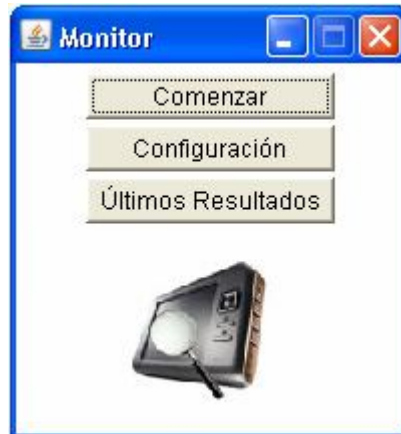 Monitor
Comenzar
Configuración
Últimos Resultados